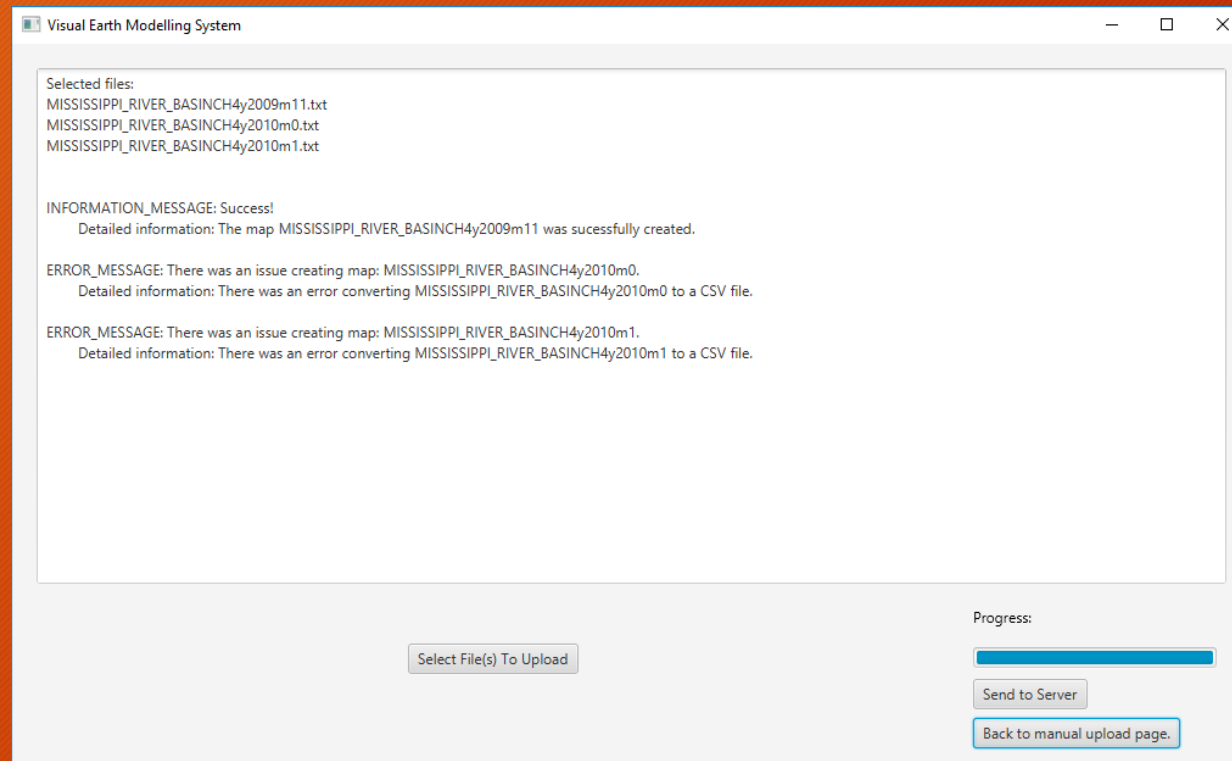 Visual Earth Modelling System
Selected files:
MISSISSIPPI_RIVER_BASINCH4y2009m11.txt
MISSISSIPPI_RIVER_BASINCH4y2010m0.txt
MISSISSIPPI_RIVER_BASINCH4y2010m1.txt
INFORMATION_MESSAGE: Success!
Detailed information: The map MISSISSIPPI_RIVER_BASINCH4y2009m11 was sucessfully created.
ERROR_MESSAGE: There was an issue creating map: MISSISSIPPI_RIVER_BASINCH4y2010m0.
Detailed information: There was an error converting MISSISSIPPI_RIVER_BASINCH4y2010m0 to a CSV file.
ERROR_MESSAGE: There was an issue creating map: MISSISSIPPI_RIVER_BASINCH4y2010m1.
Detailed information: There was an error converting MISSISSIPPI_RIVER_BASINCH4y2010m1 to a CSV file.
Progress:
Select File(s) To Upload
Send to Server
Back to manual upload page.